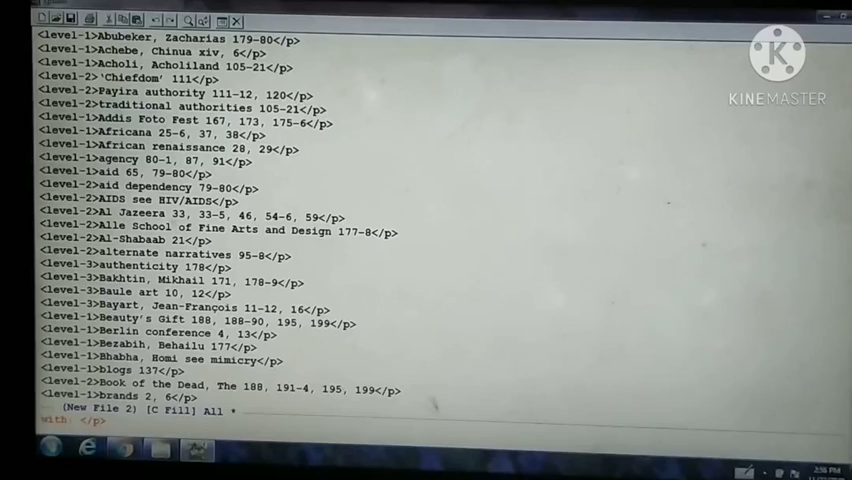 <level-1>Abubeker, Zacharias 179-80</p>
<level-1>Achebe, Chinua xiv, 6</p>
<level-1>Acholi, Acholiland 105-21</p>
<level-2>‘Chiefdom’ 111</p>
<level-2>Payira authority 111-12, 120</p>
<level-2>traditional authorities 105-21</p>
<level-1>Addis Foto Fest 167, 173, 175-6</p>
<level-1>Africana 25-6, 37, 38</p>
<level-1>African renaissance 28, 29</p>
<level-1>agency 80-1, 87, 91</p>
<level-1>aid 65, 79-80</p>
<level-2>aid dependency 79-80</p>
<level-2>AIDS see HIV/AIDS</p>
<level-2>Al Jazeera 33, 33-5, 46, 54-6, 59</p>
<level-2>Alle School of Fine Arts and Design 177-8</p>
<level-2>Al-Shabaab 21</p>
<level-2>alternate narratives 95-8</p>
<level-3>authenticity 178</p>
<level-3>Bakhtin, Mikhail 171, 178-9</p>
<level-3>Baule art 10, 12</p>
<level-3>Bayart, Jean-François 11-12, 16</p>
<level-1>Beauty’s Gift 188, 188-90, 195, 199</p>
<level-1>Berlin conference 4, 13</p>
<level-1>Bezabih, Behailu 177</p>
<level-1>Bhabha, Homi see mimicry</p>
<level-1>blogs 137</p>
<level-2>Book of the Dead, The 188, 191-4, 195, 199</p>
<level-1>brands 2, 6</p>
(New File 2) [C Fill] All *
with: </p>
K
KINEMASTER
2:56 PM